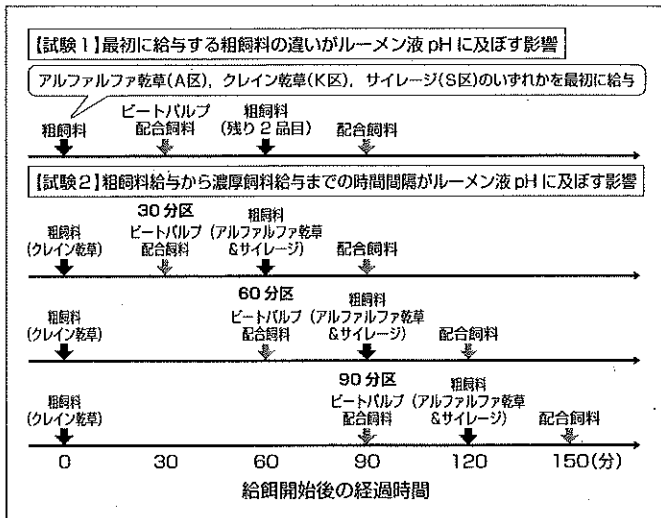 【試験1】最初に給与する粗飼料の違いがルーメン液 pH に及ぼす影響
アルファルファ乾草(A区),クレイン乾草(K区),サイレージ(S区)のいずれかを最初に給与
粗飼料
ビートパルプ
配合飼料
粗飼料
(残り2品目)
配合飼料
【試験2】粗飼料給与から濃厚飼料給与までの時間間隔がルーメン液 pH に及ぼす影響
粗飼料
(クレイン乾草)
30分区
ビートパルプ
配合飼料
粗飼料
(アルファルファ乾草
&サイレージ)
配合飼料
粗飼料
(クレイン乾草)
60分区
ビートパルプ
配合飼料
粗飼料
(アルファルファ乾草
&サイレージ)
配合飼料
粗飼料
(クレイン乾草)
90分区
ビートパルプ
配合飼料
粗飼料
(アルファルファ乾草
&サイレージ)
配合飼料
0 30 60 90 120 150(分)
給餌開始後の経過時間